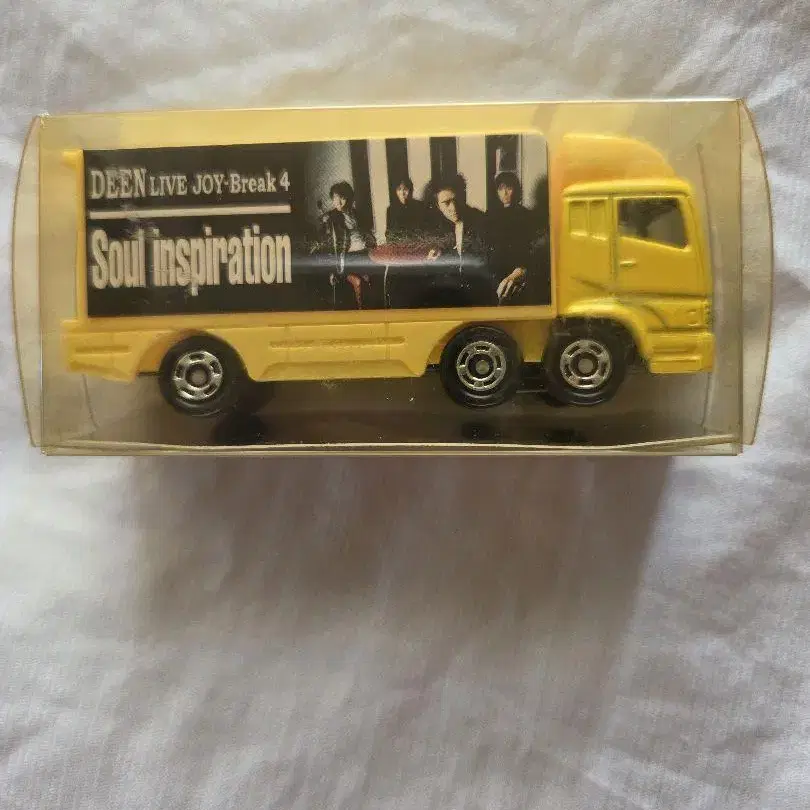 DEEN LIVE JOY-Break 4
Soul inspiration